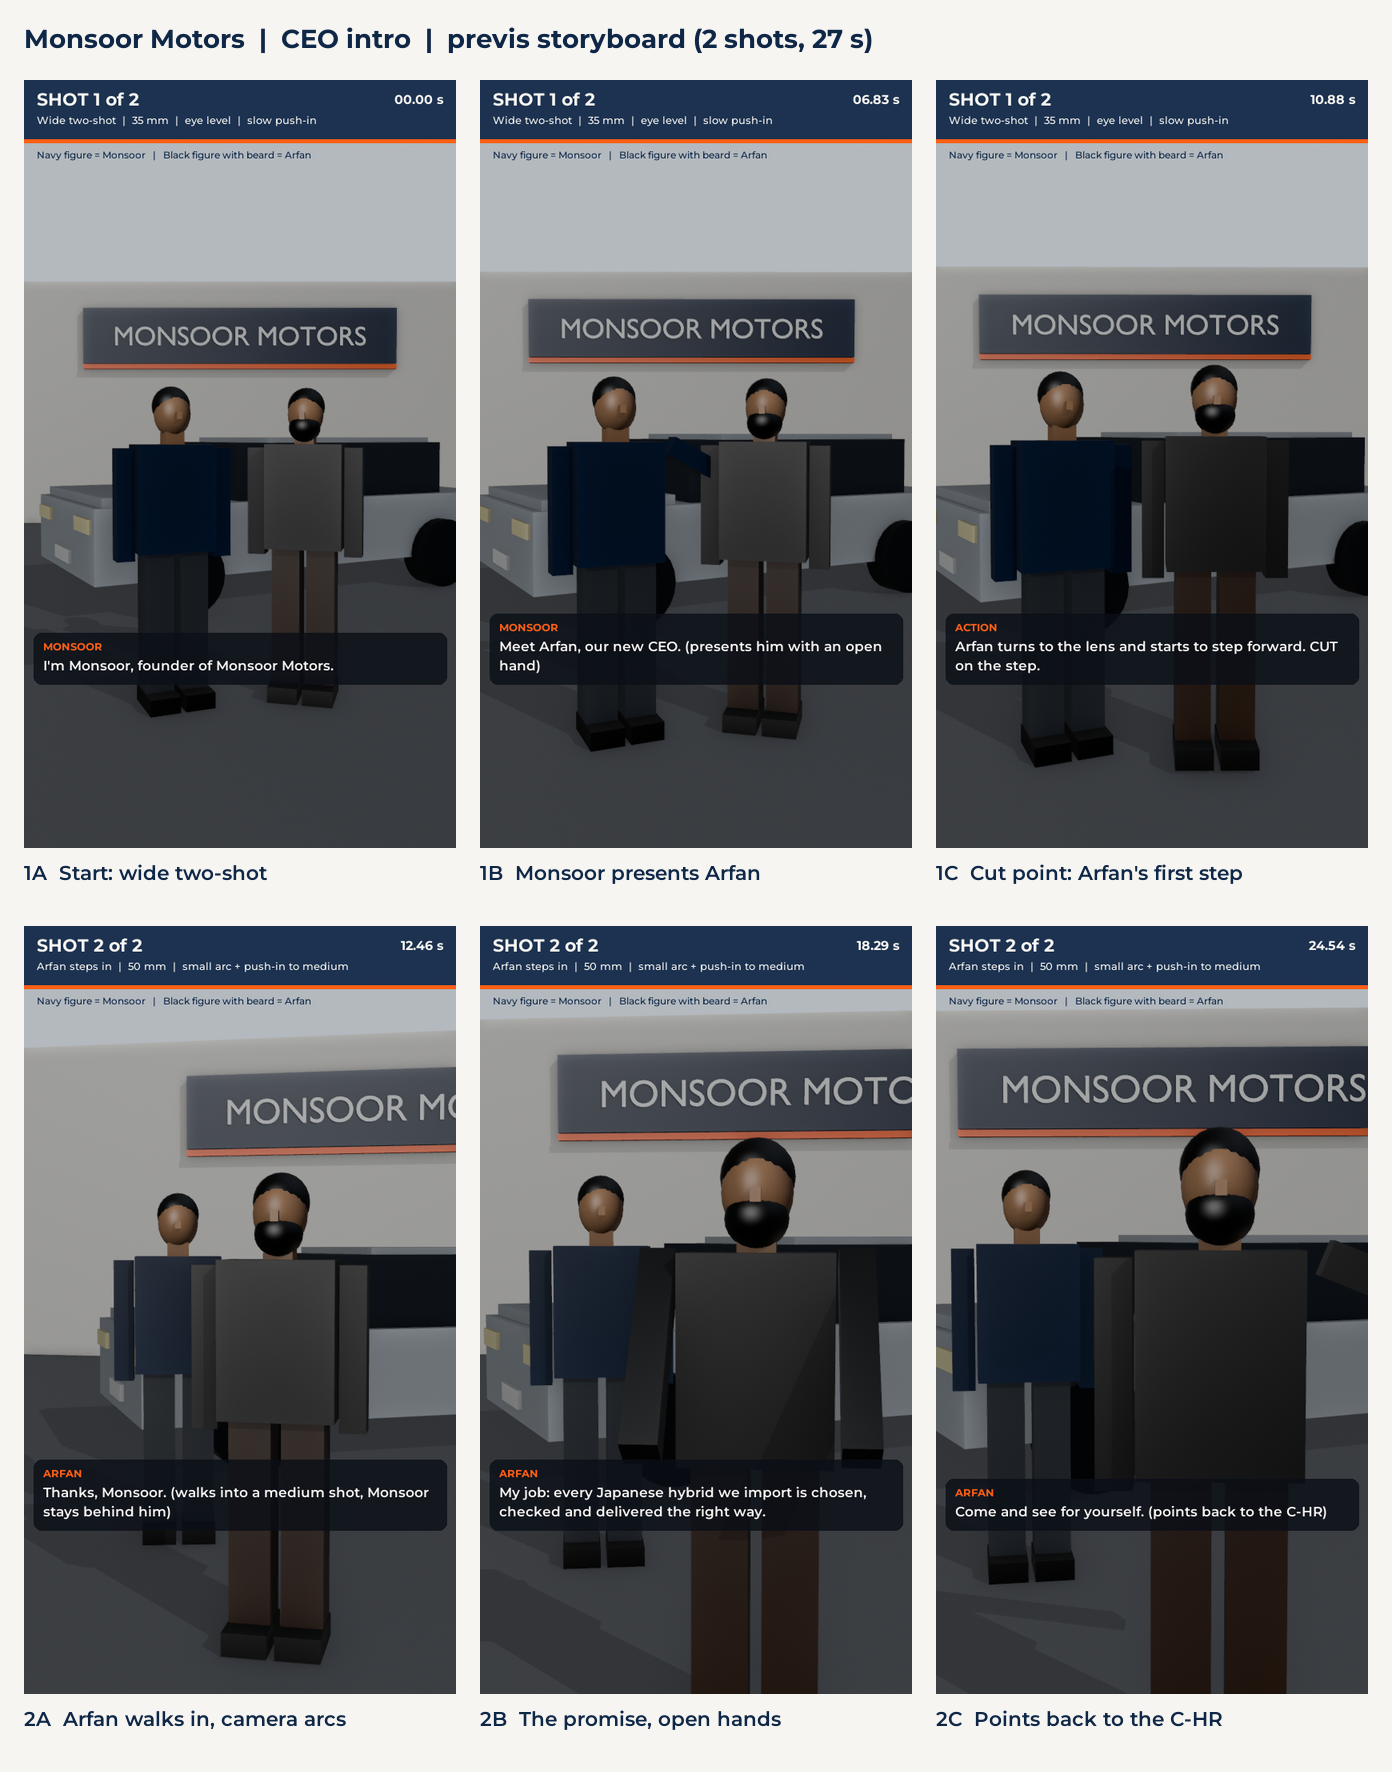 Monsoor Motors | CEO intro | previs storyboard (2 shots, 27 s)
SHOT 1 of 2
00.00 s
Wide two-shot | 35 mm | eye level | slow push-in
Navy figure = Monsoor | Black figure with beard = Arfan
MONSOOR MOTORS
MONSOOR
I'm Monsoor, founder of Monsoor Motors.
1A Start: wide two-shot
SHOT 1 of 2
06.83 s
Wide two-shot | 35 mm | eye level | slow push-in
Navy figure = Monsoor | Black figure with beard = Arfan
MONSOOR MOTORS
MONSOOR
Meet Arfan, our new CEO. (presents him with an open
hand)
1B Monsoor presents Arfan
SHOT 1 of 2
10.88 s
Wide two-shot | 35 mm | eye level | slow push-in
Navy figure = Monsoor | Black figure with beard = Arfan
MONSOOR MOTORS
ACTION
Arfan turns to the lens and starts to step forward. CUT
on the step.
1C Cut point: Arfan's first step
SHOT 2 of 2
12.46 s
Arfan steps in | 50 mm | small arc + push-in to medium
Navy figure = Monsoor | Black figure with beard = Arfan
MONSOOR MO
ARFAN
Thanks, Monsoor. (walks into a medium shot, Monsoor
stays behind him)
2A Arfan walks in, camera arcs
SHOT 2 of 2
18.29 s
Arfan steps in | 50 mm | small arc + push-in to medium
Navy figure = Monsoor | Black figure with beard = Arfan
MONSOOR MOTO
ARFAN
My job: every Japanese hybrid we import is chosen,
checked and delivered the right way.
2B The promise, open hands
SHOT 2 of 2
24.54 s
Arfan steps in | 50 mm | small arc + push-in to medium
Navy figure = Monsoor | Black figure with beard = Arfan
MONSOOR MOTORS
ARFAN
Come and see for yourself. (points back to the C-HR)
2C Points back to the C-HR